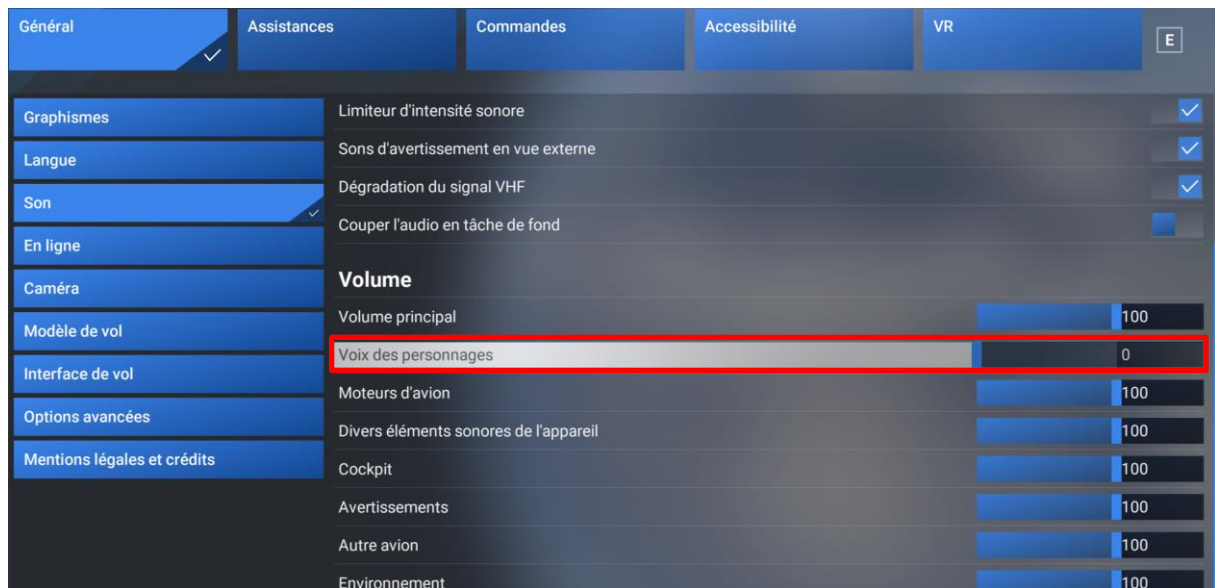 Général
Assistances
Commandes
Accessibilité
VR
E
Graphismes
Langue
Son
En ligne
Caméra
Modèle de vol
Interface de vol
Options avancées
Mentions légales et crédits
Limiteur d'intensité sonore
Sons d'avertissement en vue externe
Dégradation du signal VHF
Couper l'audio en tâche de fond
Volume
Volume principal 100
Voix des personnages 0
Moteurs d'avion 100
Divers éléments sonores de l'appareil 100
Cockpit 100
Avertissements 100
Autre avion 100
Environnement 100